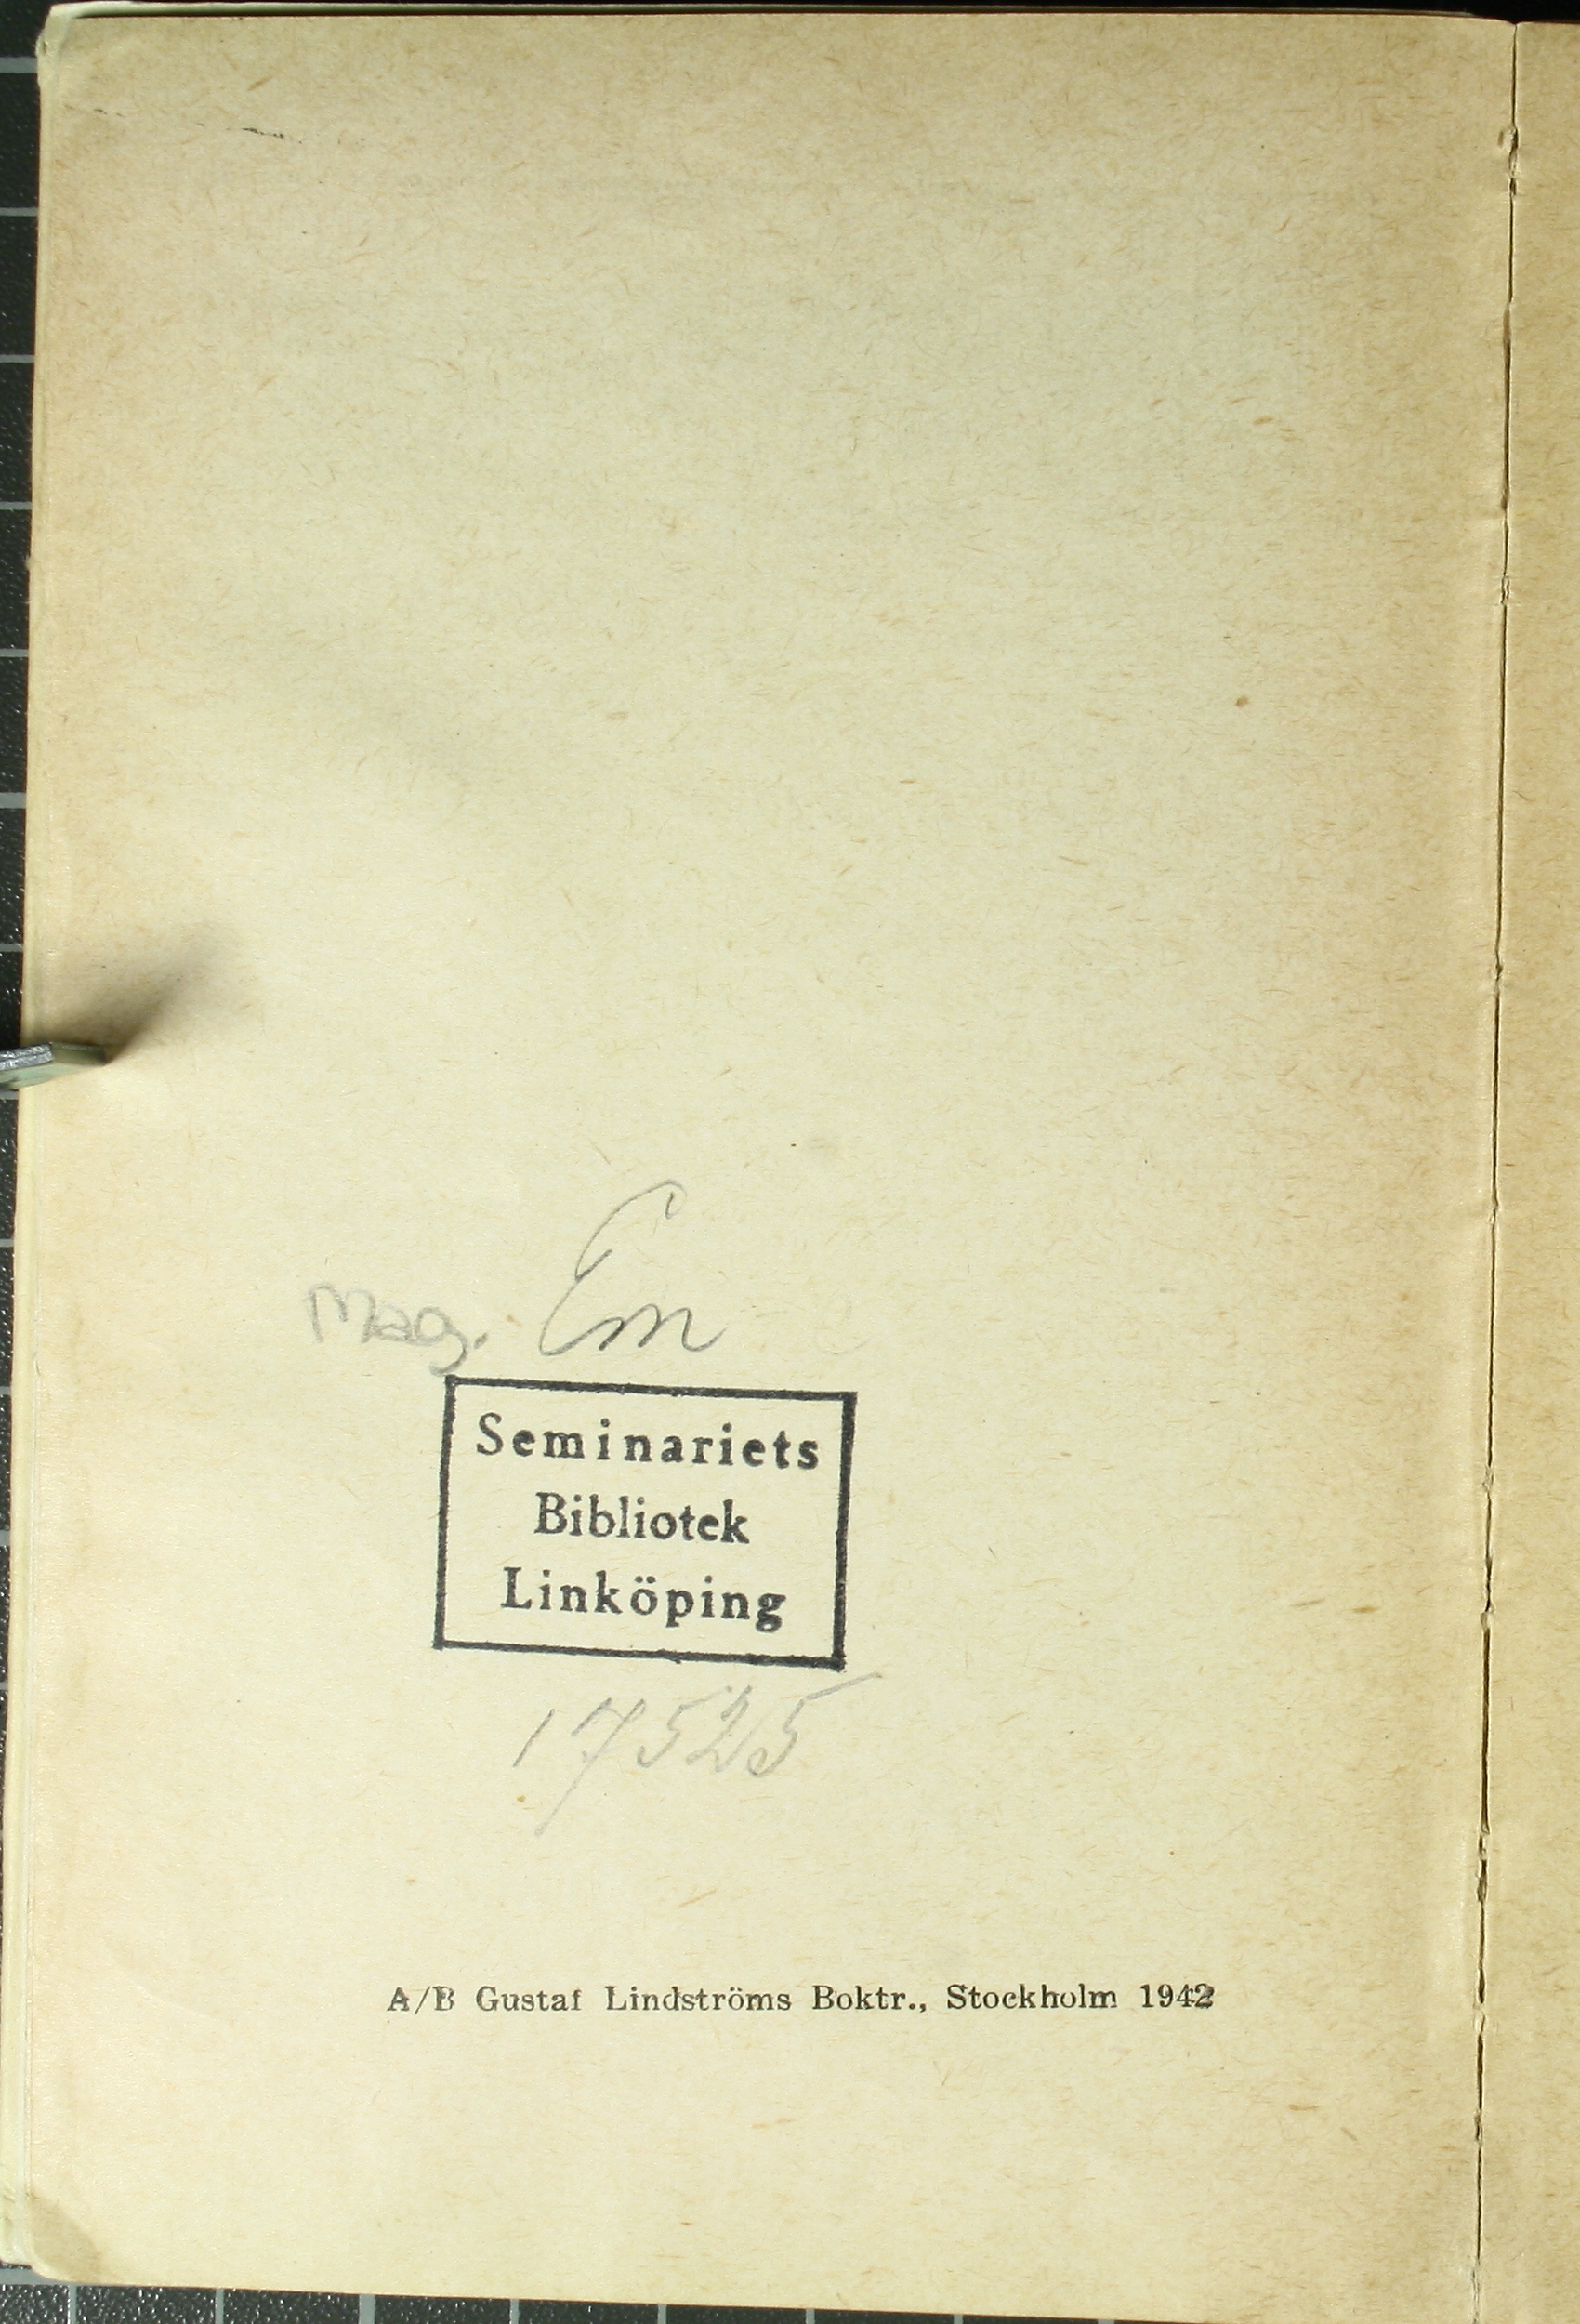 Mag. Em
Seminariets
Bibliotek
Linköping
17525
A/B Gustaf Lindströms Boktr., Stockholm 1942